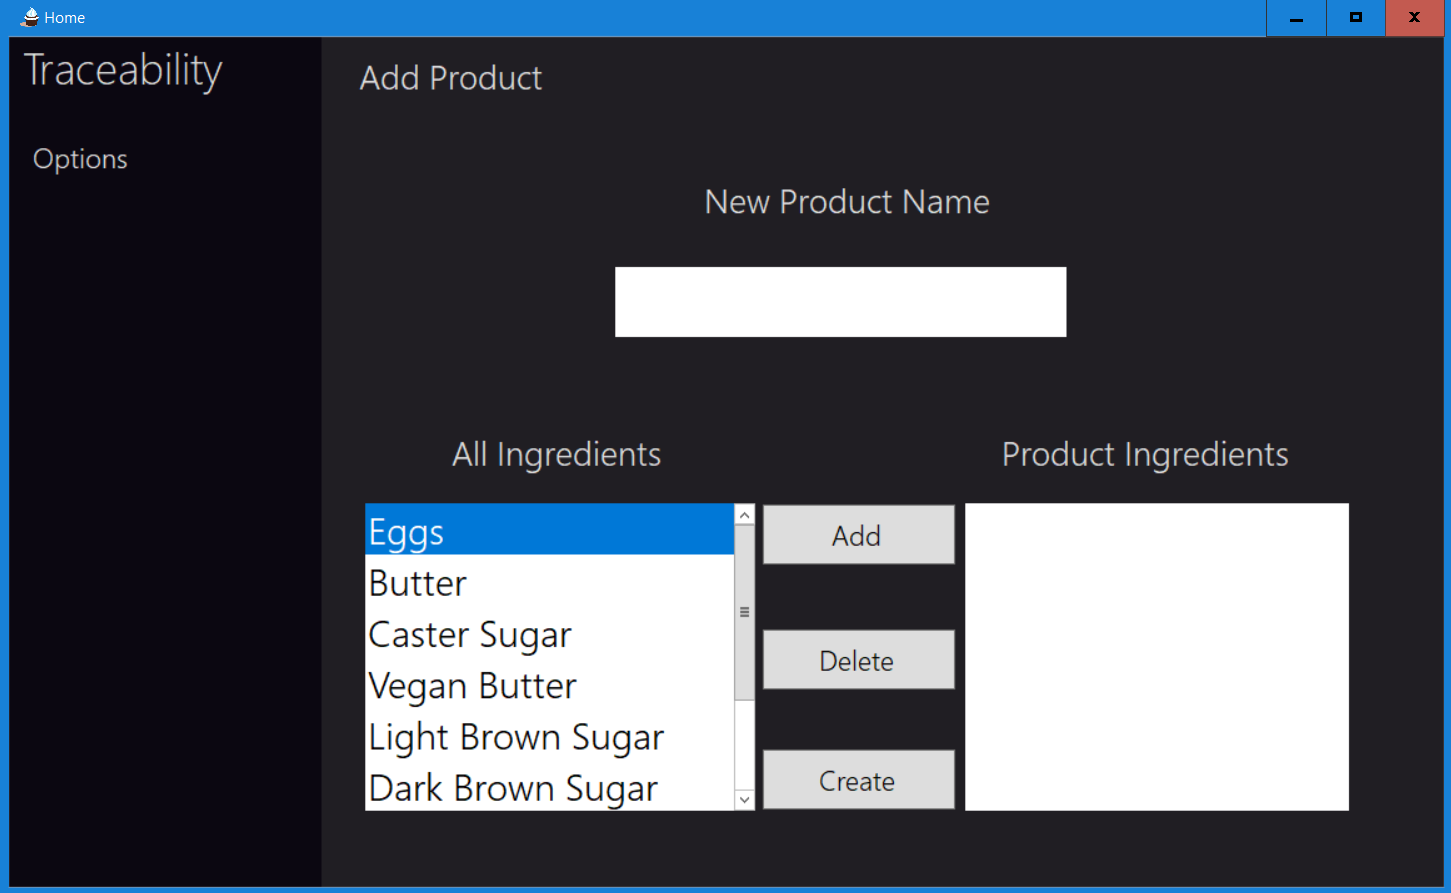 Home
Traceability
Options
Add Product
New Product Name
All Ingredients
Product Ingredients
Eggs
Butter
Caster Sugar
Vegan Butter
Light Brown Sugar
Dark Brown Sugar
Add
Delete
Create